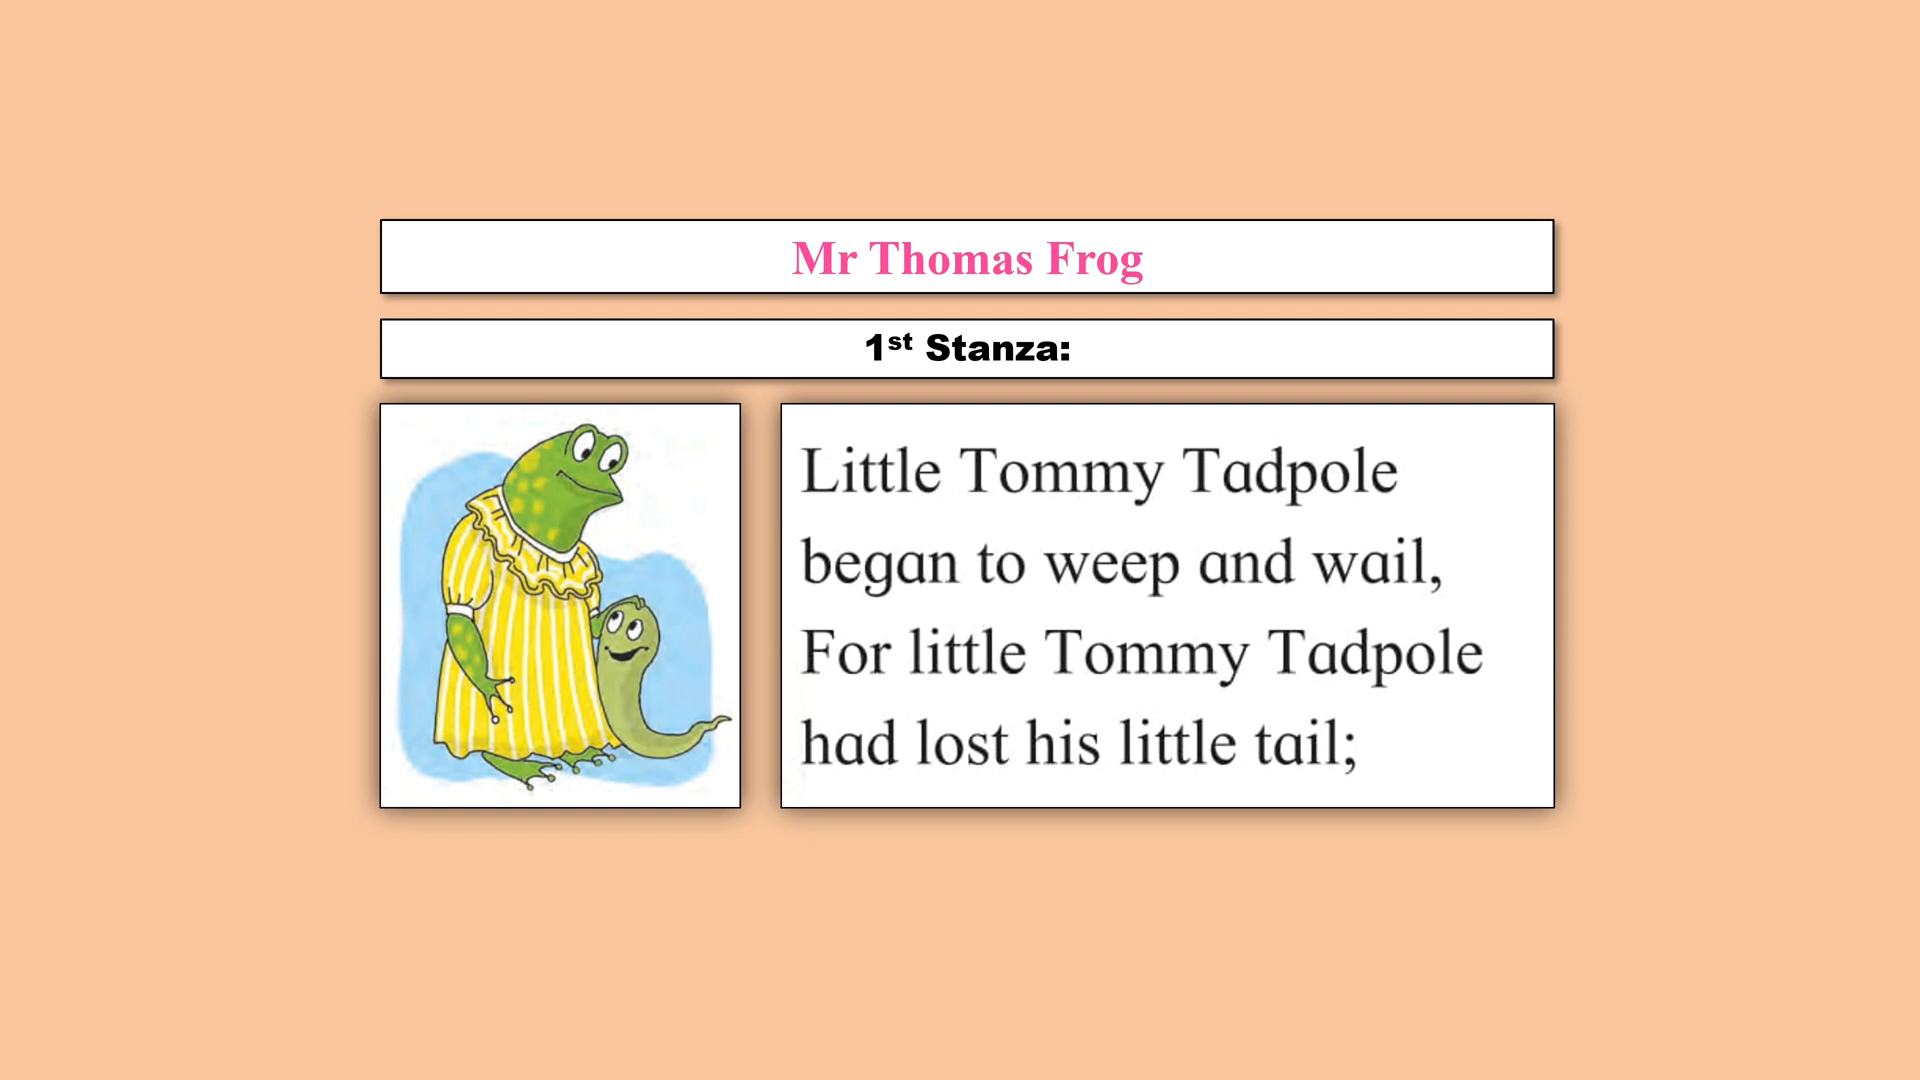 Mr Thomas Frog
1st Stanza:
Little Tommy Tadpole
began to weep and wail,
For little Tommy Tadpole
had lost his little tail;